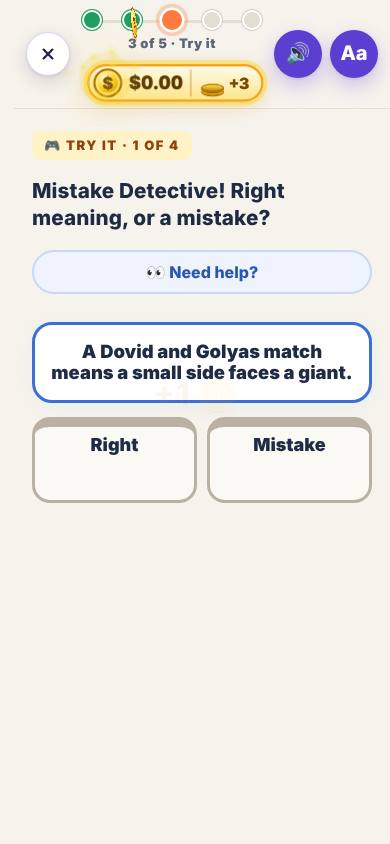 3 of 5 · Try it
$ $0.00 +3
Aa
🎮 TRY IT · 1 OF 4
Mistake Detective! Right
meaning, or a mistake?
👀 Need help?
A Dovid and Golyas match
means a small side faces a giant.
+1
Right
Mistake